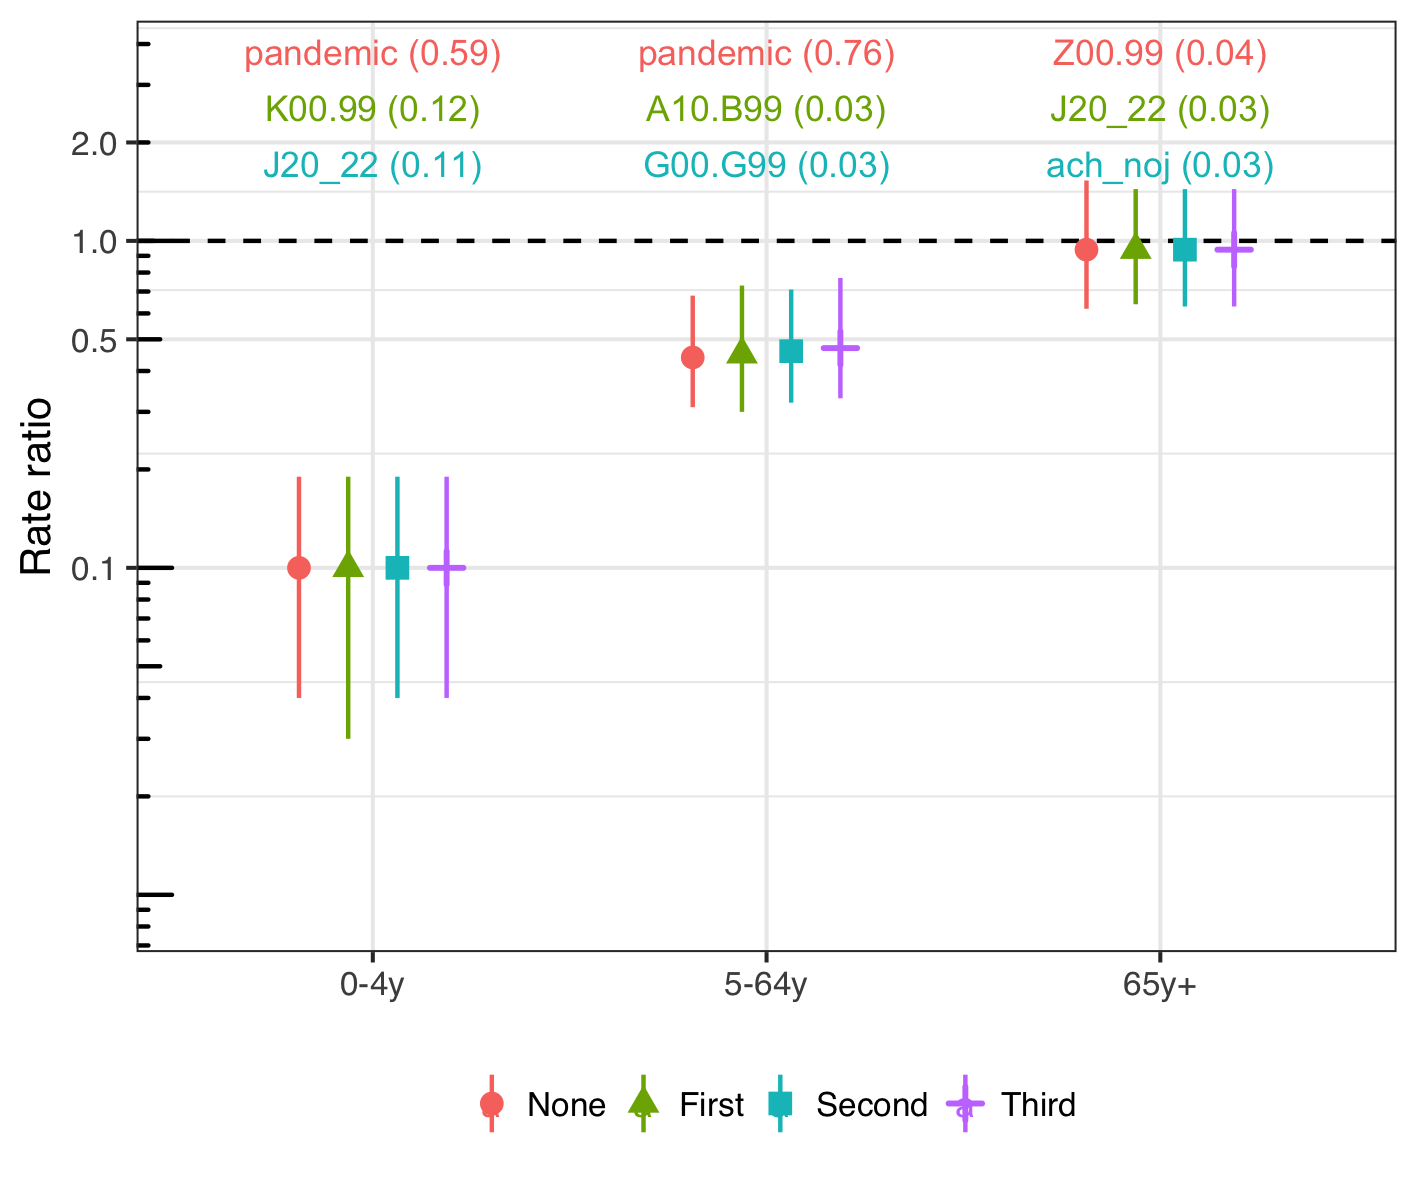 pandemic (0.59) pandemic (0.76) Z00.99 (0.04)
K00.99 (0.12) A10.B99 (0.03) J20_22 (0.03)
2.0
J20_22 (0.11) G00.G99 (0.03) ach_noj (0.03)
1.0
0.5
Rate ratio
0.1
0-4y 5-64y 65y+
None First Second Third